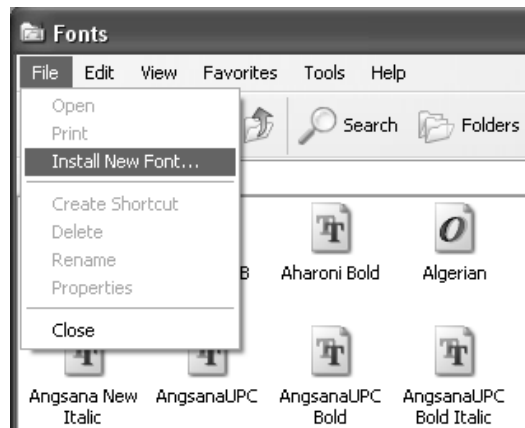 Fonts
File Edit View Favorites Tools Help
Open
Print
Install New Font...
Create Shortcut
Delete
Rename
Properties
Close
Search Folders
B Aharoni Bold Algerian
Angsana New Italic
AngsanaUPC
AngsanaUPC Bold
AngsanaUPC Bold Italic